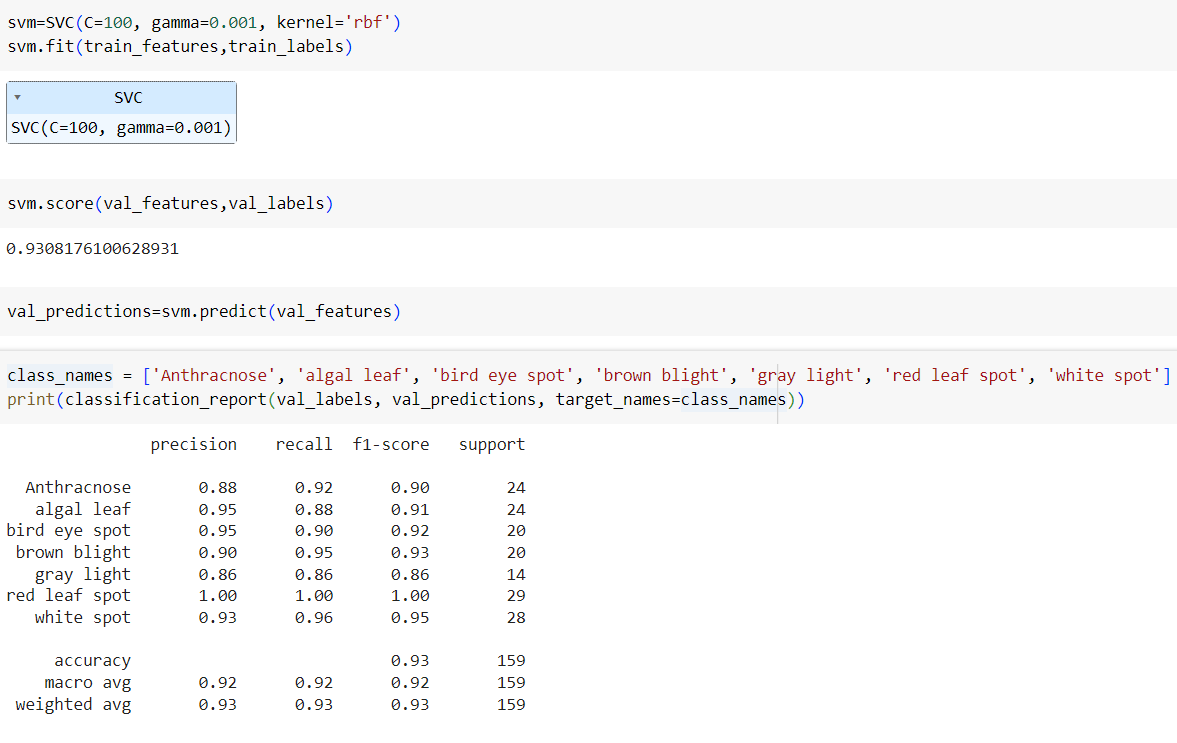 svm=SVC(C=100, gamma=0.001, kernel='rbf')
svm.fit(train_features,train_labels)
SVC
SVC(C=100, gamma=0.001)
svm.score(val_features,val_labels)
0.9308176100628931
val_predictions=svm.predict(val_features)
class_names = ['Anthracnose', 'algal leaf', 'bird eye spot', 'brown blight', 'gray light', 'red leaf spot', 'white spot']
print(classification_report(val_labels, val_predictions, target_names=class_names))
precision recall f1-score support
Anthracnose 0.88 0.92 0.90 24
algal leaf 0.95 0.88 0.91 24
bird eye spot 0.95 0.90 0.92 20
brown blight 0.90 0.95 0.93 20
gray light 0.86 0.86 0.86 14
red leaf spot 1.00 1.00 1.00 29
white spot 0.93 0.96 0.95 28
accuracy 0.93 159
macro avg 0.92 0.92 0.92 159
weighted avg 0.93 0.93 0.93 159